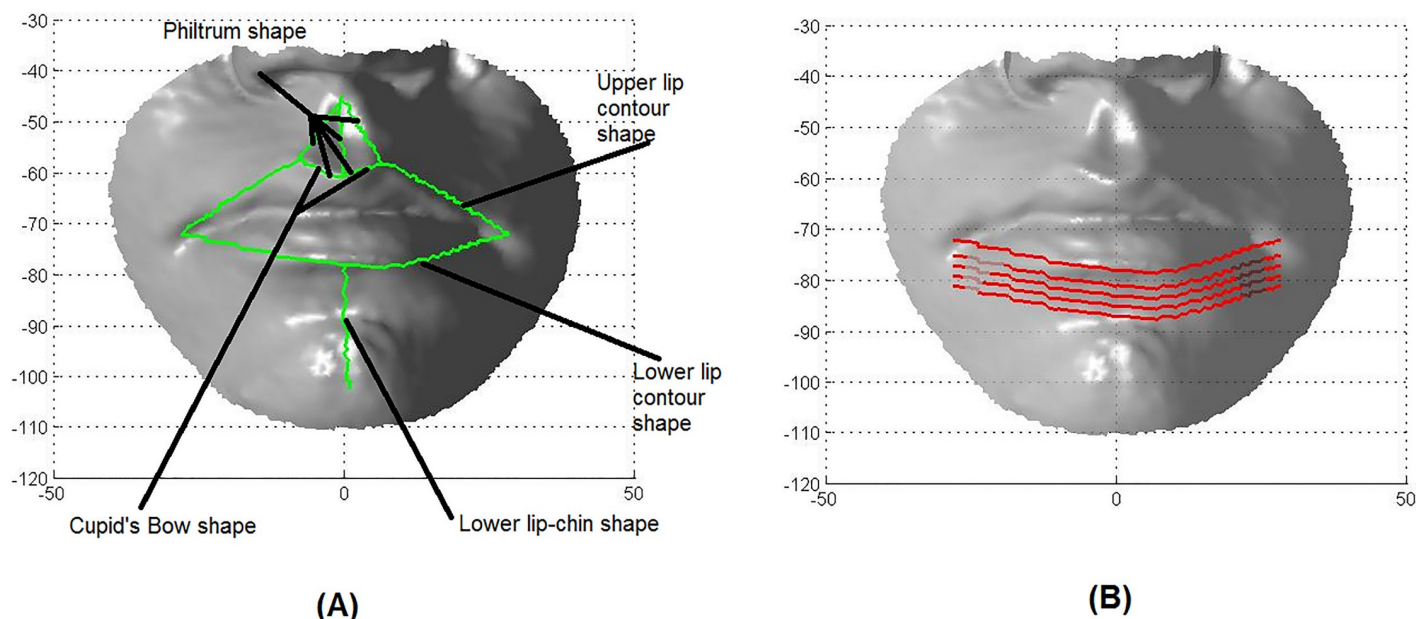 -30
-40
-50
-60
-70
-80
-90
-100
-110
-120
-50
0
50
Philtrum shape
Upper lip
contour
shape
Lower lip
contour
shape
Cupid's Bow shape
Lower lip-chin shape
(A)
-30
-40
-50
-60
-70
-80
-90
-100
-110
-120
-50
0
50
(B)